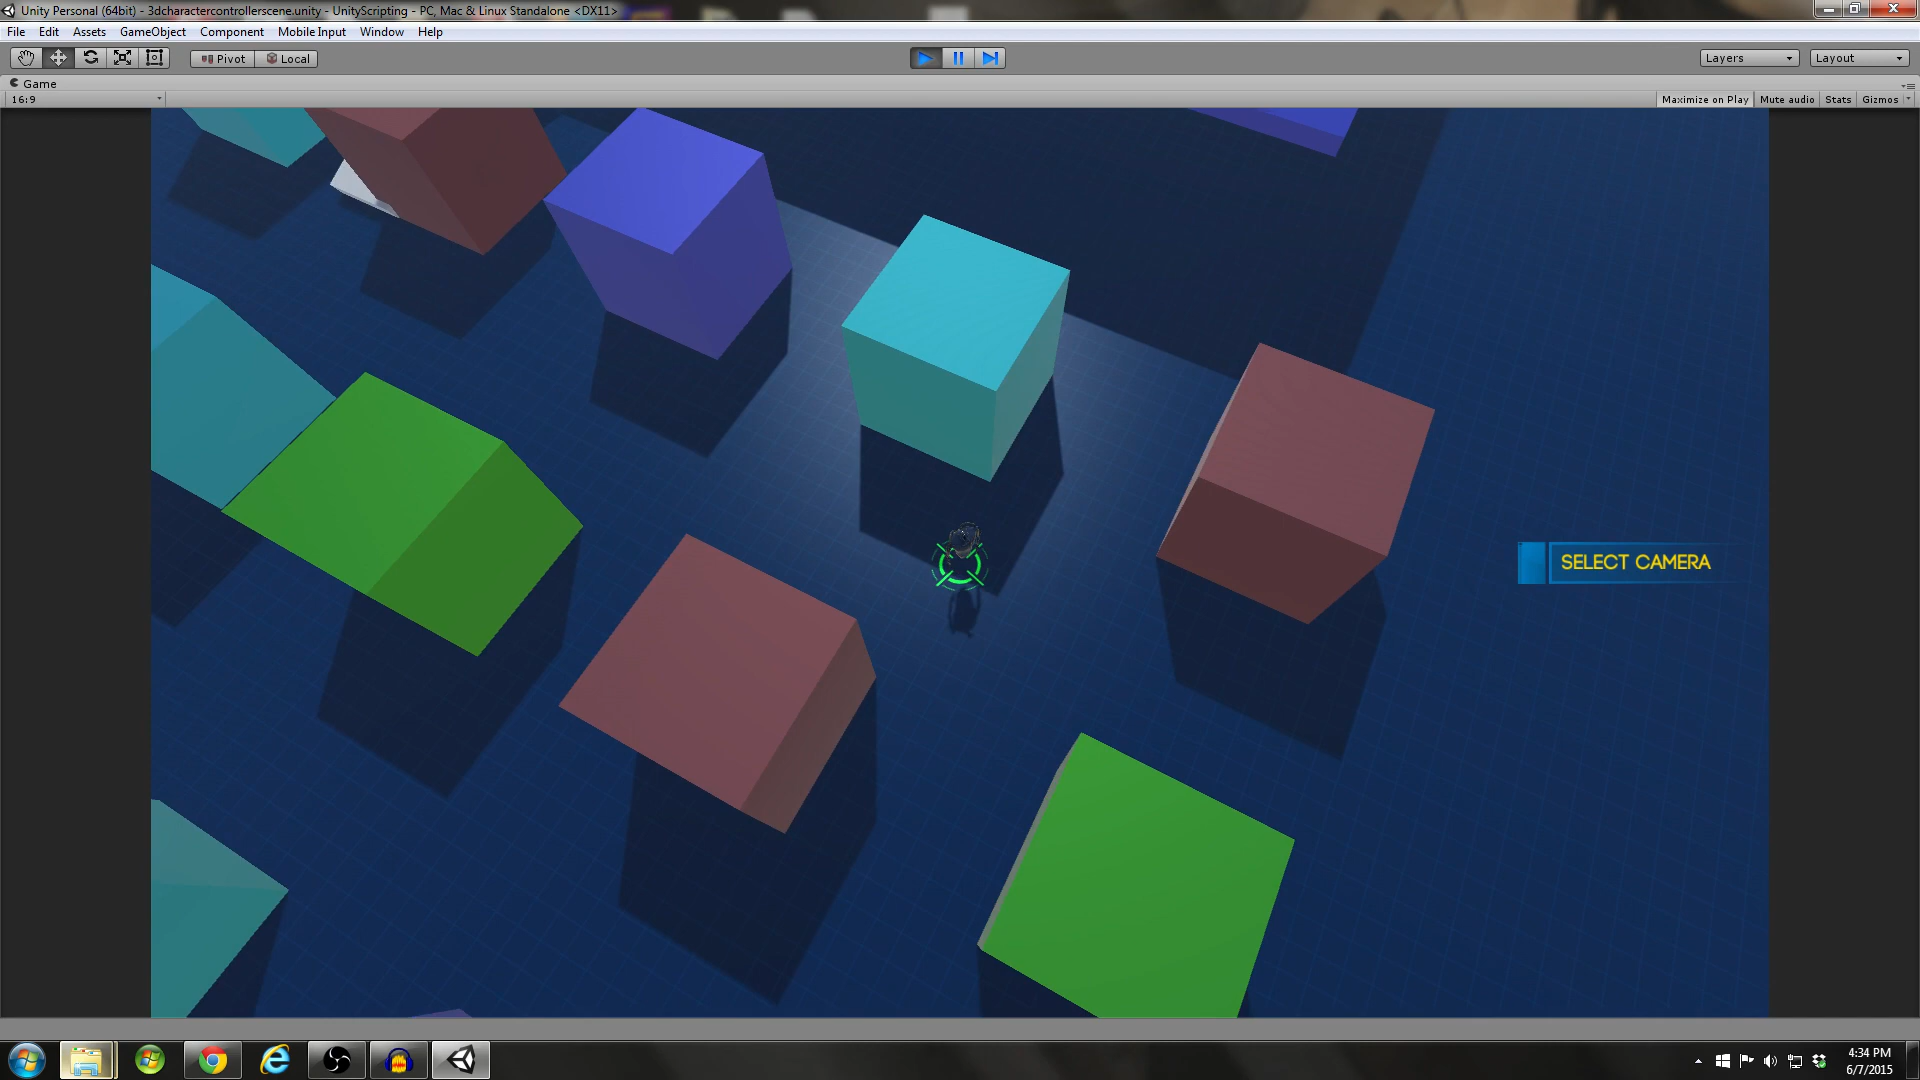 Unity Personal (64bit) - 3dcharactercontrollerscene.unity - UnityScripting - PC, Mac & Linux Standalone <DX11>
File Edit Assets GameObject Component Mobile Input Window Help
Pivot Local Layers Layout
Game
16:9 Maximize on Play Mute audio Stats Gizmos
SELECT CAMERA
4:34 PM
6/7/2015